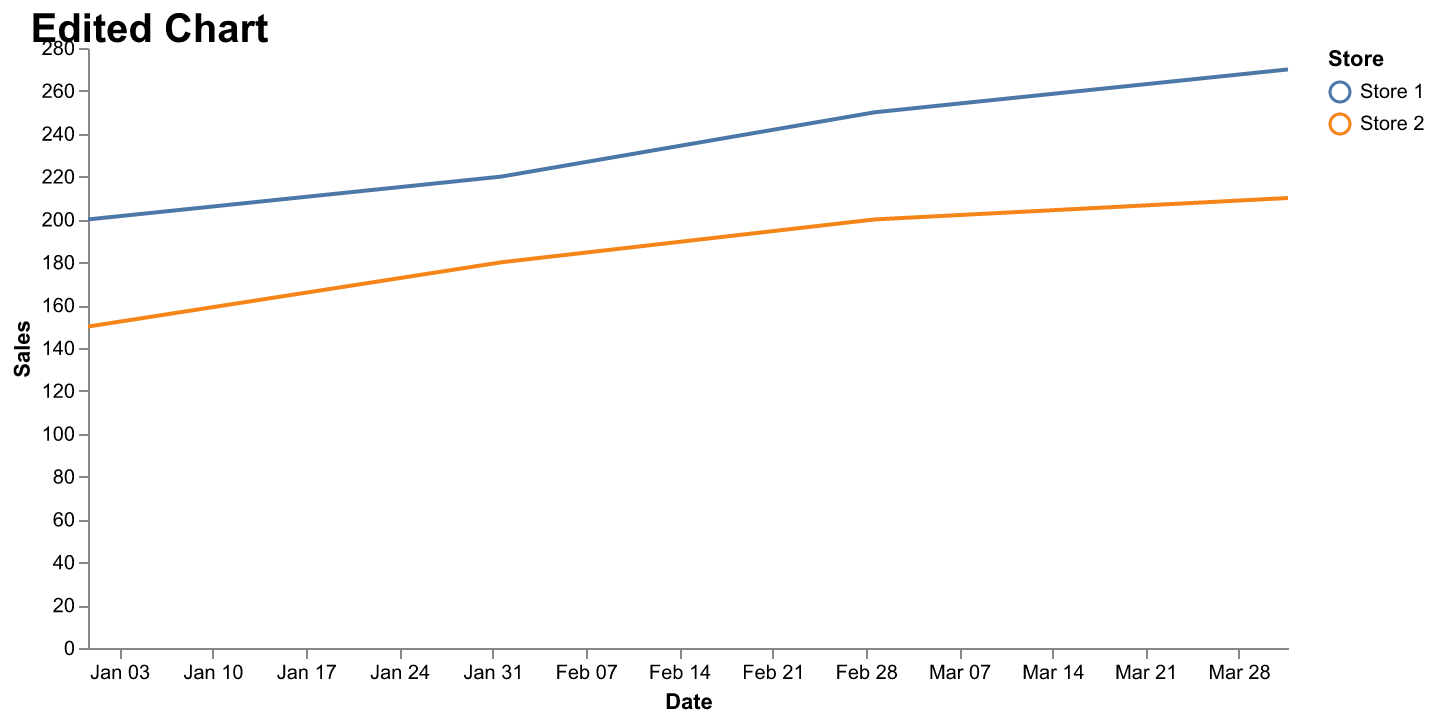 Edited Chart
280
260
240
220
200
180
160
140
120
100
80
60
40
20
0
Sales
Jan 03 Jan 10 Jan 17 Jan 24 Jan 31 Feb 07 Feb 14 Feb 21 Feb 28 Mar 07 Mar 14 Mar 21 Mar 28
Date
Store
Store 1
Store 2